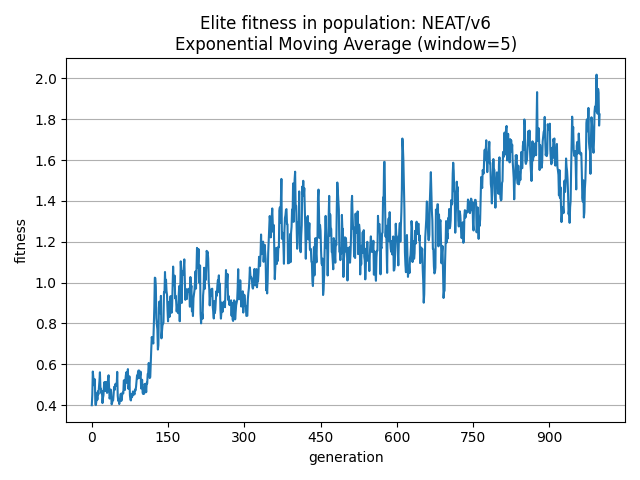 Elite fitness in population: NEAT/v6
Exponential Moving Average (window=5)
2.0
1.8
1.6
1.4
1.2
1.0
0.8
0.6
0.4
fitness
0 150 300 450 600 750 900
generation